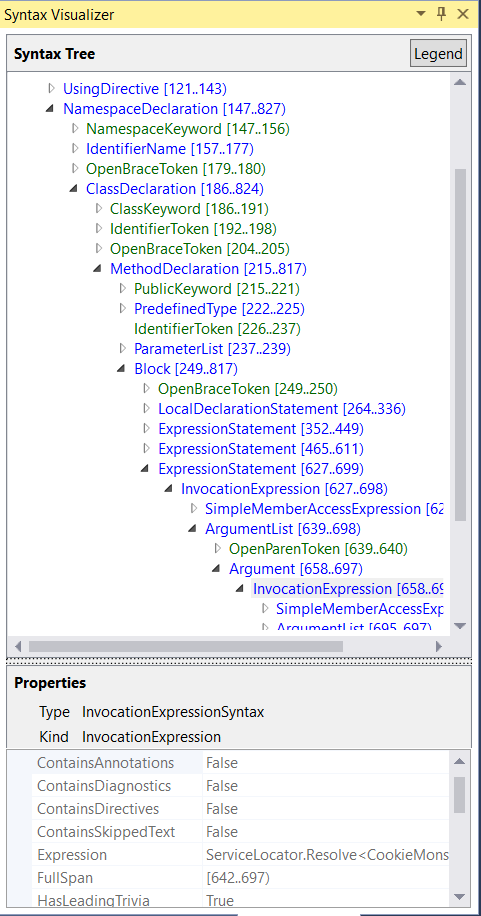 Syntax Visualizer
Syntax Tree
Legend
UsingDirective [121..143)
NamespaceDeclaration [147..827)
NamespaceKeyword [147..156)
IdentifierName [157..177)
OpenBraceToken [179..180)
ClassDeclaration [186..824)
ClassKeyword [186..191)
IdentifierToken [192..198)
OpenBraceToken [204..205)
MethodDeclaration [215..817)
PublicKeyword [215..221)
PredefinedType [222..225)
IdentifierToken [226..237)
ParameterList [237..239)
Block [249..817)
OpenBraceToken [249..250)
LocalDeclarationStatement [264..336)
ExpressionStatement [352..449)
ExpressionStatement [465..611)
ExpressionStatement [627..699)
InvocationExpression [627..698)
SimpleMemberAccessExpression [62
ArgumentList [639..698)
OpenParenToken [639..640)
Argument [658..697)
InvocationExpression [658..69
SimpleMemberAccessExp
ArgumentList [695..697)
Properties
Type InvocationExpressionSyntax
Kind InvocationExpression
ContainsAnnotations False
ContainsDiagnostics False
ContainsDirectives False
ContainsSkippedText False
Expression ServiceLocator.Resolve<CookieMons
FullSpan [642..697)
HasLeadingTrivia True